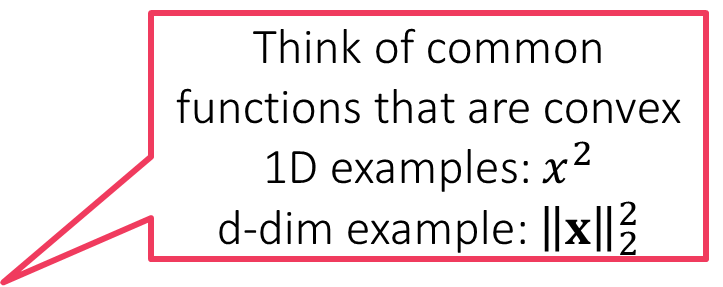 Think of common
functions that are convex
1D examples: 𝑥²
d-dim example: ‖𝐱‖₂²